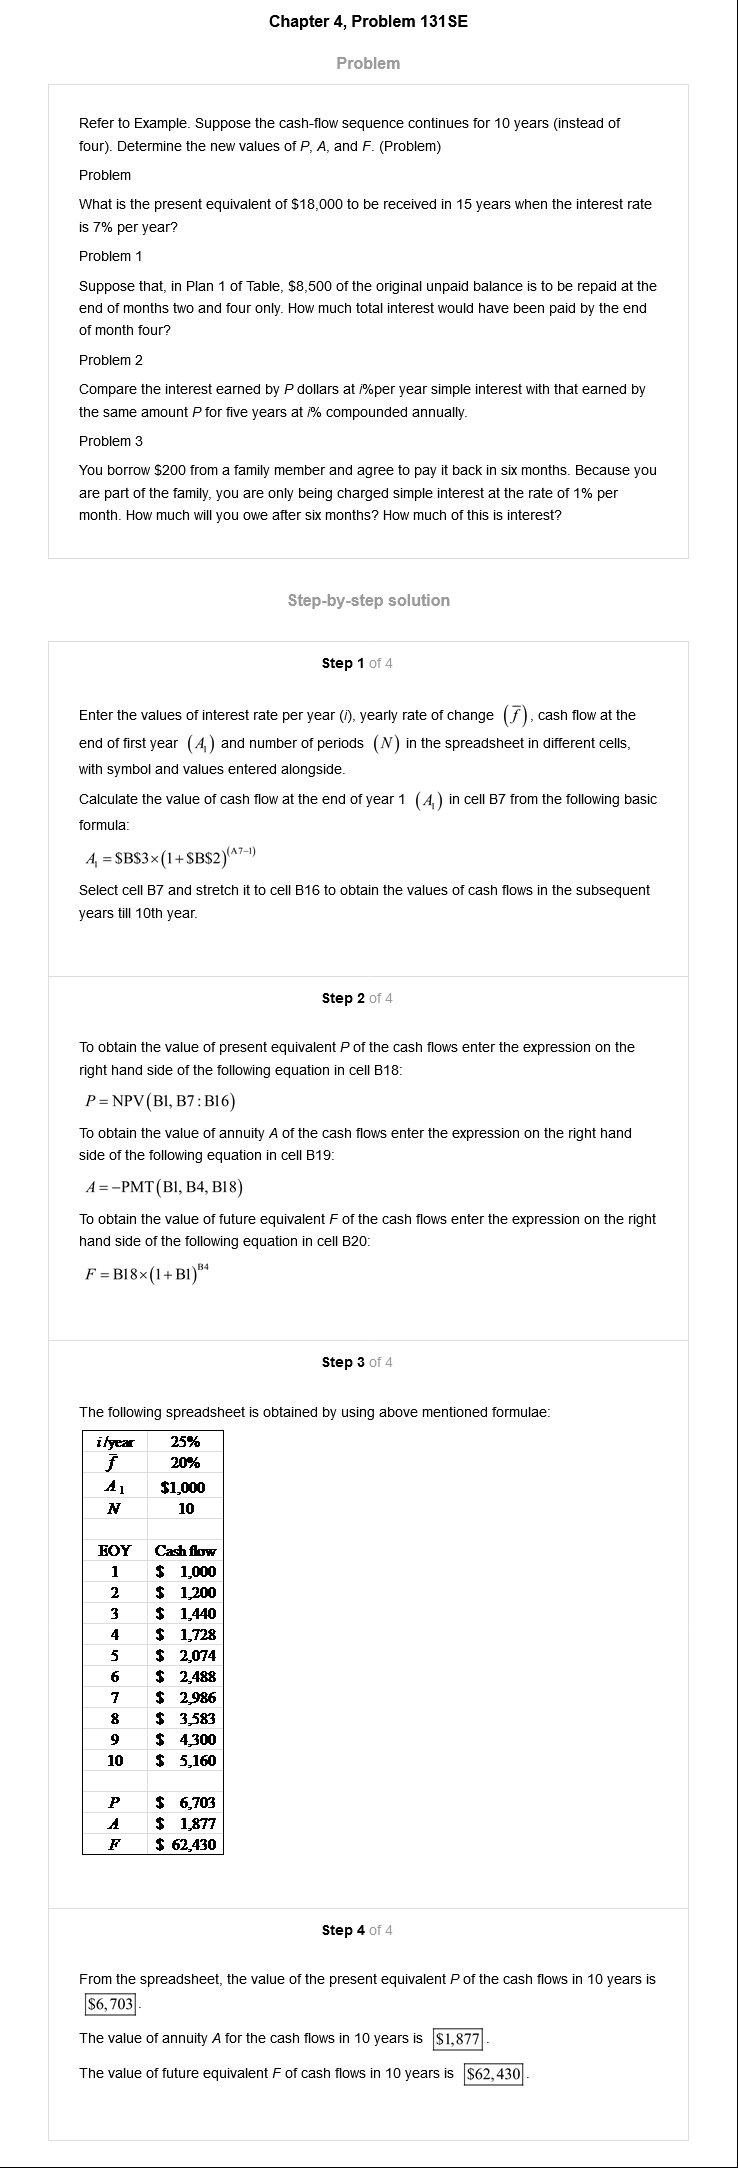 Chapter 4, Problem 131SE
Problem
Refer to Example. Suppose the cash-flow sequence continues for 10 years (instead of
four). Determine the new values of P, A, and F. (Problem)
Problem
What is the present equivalent of $18,000 to be received in 15 years when the interest rate
is 7% per year?
Problem 1
Suppose that, in Plan 1 of Table, $8,500 of the original unpaid balance is to be repaid at the
end of months two and four only. How much total interest would have been paid by the end
of month four?
Problem 2
Compare the interest earned by P dollars at i%per year simple interest with that earned by
the same amount P for five years at i% compounded annually.
Problem 3
You borrow $200 from a family member and agree to pay it back in six months. Because you
are part of the family, you are only being charged simple interest at the rate of 1% per
month. How much will you owe after six months? How much of this is interest?
Step-by-step solution
Step 1 of 4
Enter the values of interest rate per year (i), yearly rate of change (f̅), cash flow at the
end of first year (A₁) and number of periods (N) in the spreadsheet in different cells,
with symbol and values entered alongside.
Calculate the value of cash flow at the end of year 1 (A₁) in cell B7 from the following basic
formula:
A₁ = $B$3×(1+$B$2)^(A7−1)
Select cell B7 and stretch it to cell B16 to obtain the values of cash flows in the subsequent
years till 10th year.
Step 2 of 4
To obtain the value of present equivalent P of the cash flows enter the expression on the
right hand side of the following equation in cell B18:
P = NPV(B1, B7:B16)
To obtain the value of annuity A of the cash flows enter the expression on the right hand
side of the following equation in cell B19:
A = −PMT(B1, B4, B18)
To obtain the value of future equivalent F of the cash flows enter the expression on the right
hand side of the following equation in cell B20:
F = B18×(1+B1)^B4
Step 3 of 4
The following spreadsheet is obtained by using above mentioned formulae:
i/year 25%
f̅ 20%
A₁ $1,000
N 10
EOY Cash flow
1 $ 1,000
2 $ 1,200
3 $ 1,440
4 $ 1,728
5 $ 2,074
6 $ 2,488
7 $ 2,986
8 $ 3,583
9 $ 4,300
10 $ 5,160
P $ 6,703
A $ 1,877
F $ 62,430
Step 4 of 4
From the spreadsheet, the value of the present equivalent P of the cash flows in 10 years is
$6,703.
The value of annuity A for the cash flows in 10 years is $1,877.
The value of future equivalent F of cash flows in 10 years is $62,430.